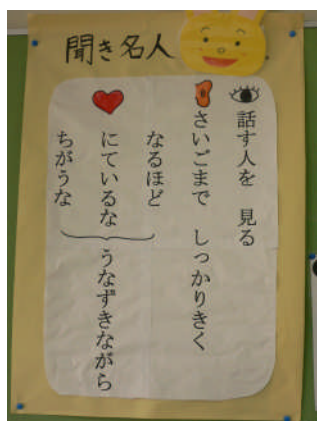 聞き名人
話す人を 見る
さいごまで しっかりきく
なるほど
にているな
ちがうな
うなずきながら